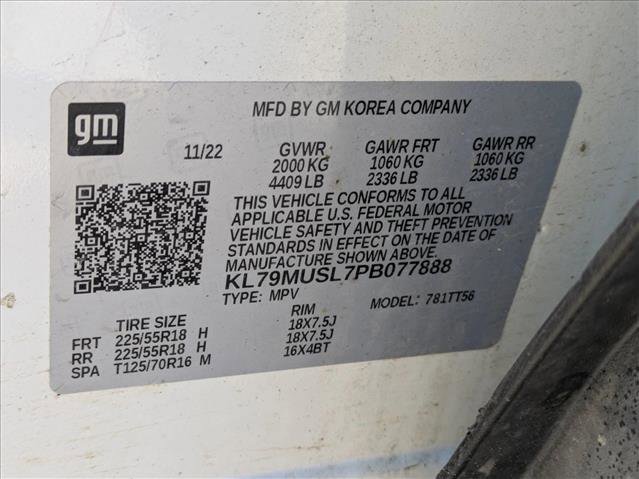 gm
MFD BY GM KOREA COMPANY
11/22 GVWR GAWR FRT GAWR RR
2000 KG 1060 KG 1060 KG
4409 LB 2336 LB 2336 LB
THIS VEHICLE CONFORMS TO ALL
APPLICABLE U.S. FEDERAL MOTOR
VEHICLE SAFETY AND THEFT PREVENTION
STANDARDS IN EFFECT ON THE DATE OF
MANUFACTURE SHOWN ABOVE.
KL79MUSL7PB077888
TYPE: MPV MODEL: 781TT56
TIRE SIZE RIM
FRT 225/55R18 H 18X7.5J
RR 225/55R18 H 18X7.5J
SPA T125/70R16 M 16X4BT